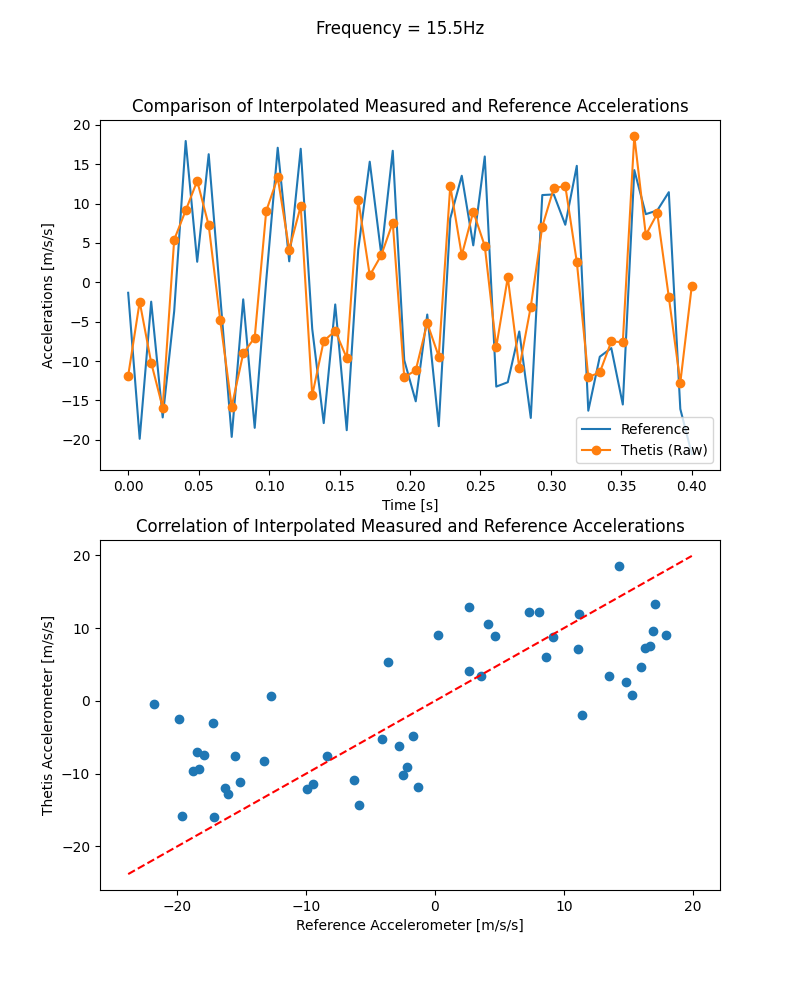 Frequency = 15.5Hz
Comparison of Interpolated Measured and Reference Accelerations
20
15
10
5
0
−5
−10
−15
−20
Accelerations [m/s/s]
Reference
Thetis (Raw)
0.00 0.05 0.10 0.15 0.20 0.25 0.30 0.35 0.40
Time [s]
Correlation of Interpolated Measured and Reference Accelerations
20
10
0
−10
−20
Thetis Accelerometer [m/s/s]
−20 −10 0 10 20
Reference Accelerometer [m/s/s]